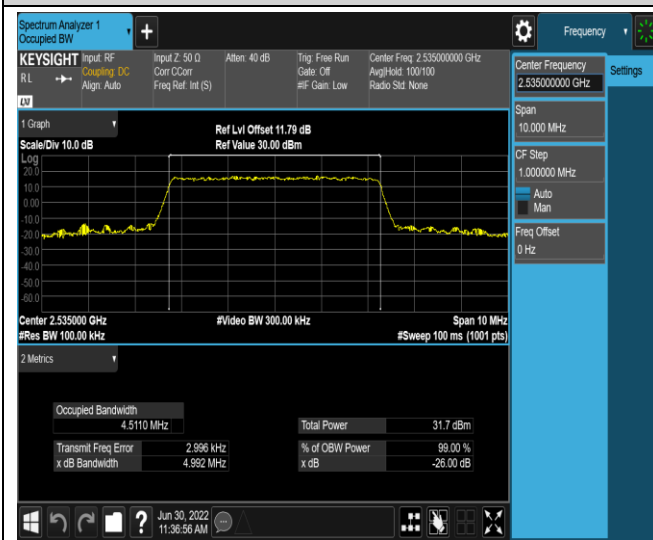 Spectrum Analyzer 1
Occupied BW
+
Frequency
KEYSIGHT
RL
LXI
Input: RF
Coupling: DC
Align: Auto
Input Z: 50 Ω
Corr CCorr
Freq Ref: Int (S)
Atten: 40 dB
Trig: Free Run
Gate: Off
#IF Gain: Low
Center Freq: 2.535000000 GHz
Avg|Hold: 100/100
Radio Std: None
Center Frequency
2.535000000 GHz
Settings
Span
10.000 MHz
CF Step
1.000000 MHz
Auto
Man
Freq Offset
0 Hz
1 Graph
Scale/Div 10.0 dB
Ref Lvl Offset 11.79 dB
Ref Value 30.00 dBm
Log
20.0
10.0
0.00
-10.0
-20.0
-30.0
-40.0
-50.0
-60.0
Center 2.535000 GHz
#Video BW 300.00 kHz
Span 10 MHz
#Res BW 100.00 kHz
#Sweep 100 ms (1001 pts)
2 Metrics
Occupied Bandwidth
4.5110 MHz
Total Power 31.7 dBm
Transmit Freq Error 2.996 kHz
% of OBW Power 99.00 %
x dB Bandwidth 4.992 MHz
x dB -26.00 dB
?
Jun 30, 2022
11:36:56 AM